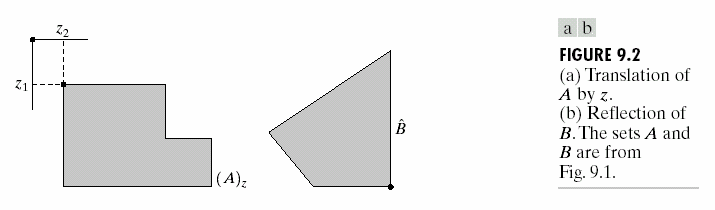 z₂
z₁
(A)z
B̂
a b
FIGURE 9.2
(a) Translation of
A by z.
(b) Reflection of
B. The sets A and
B are from
Fig. 9.1.